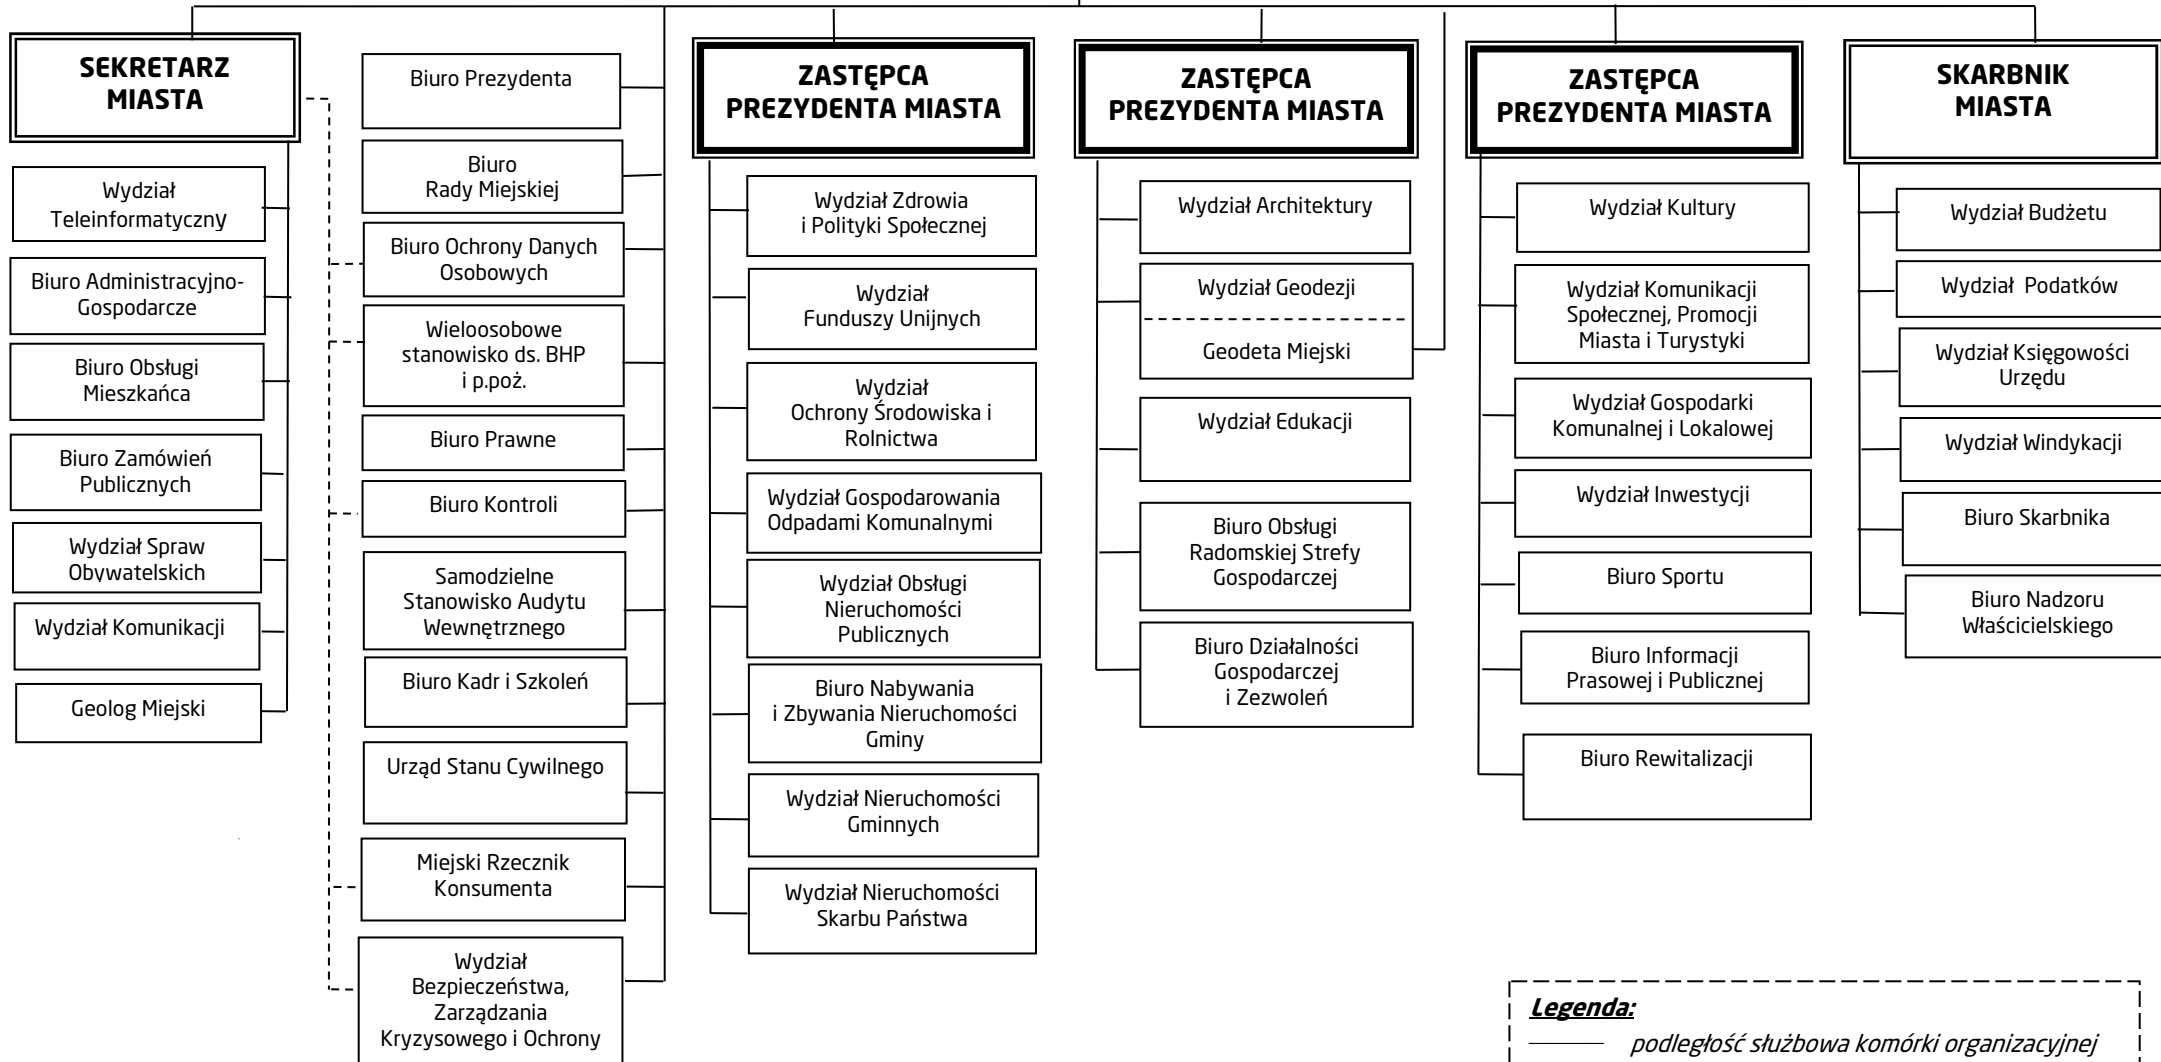 SEKRETARZ
MIASTA
Wydział
Teleinformatyczny
Biuro Administracyjno-
Gospodarcze
Biuro Obsługi
Mieszkańca
Biuro Zamówień
Publicznych
Wydział Spraw
Obywatelskich
Wydział Komunikacji
Geolog Miejski
Biuro Prezydenta
Biuro
Rady Miejskiej
Biuro Ochrony Danych
Osobowych
Wieloosobowe
stanowisko ds. BHP
i p.poż.
Biuro Prawne
Biuro Kontroli
Samodzielne
Stanowisko Audytu
Wewnętrznego
Biuro Kadr i Szkoleń
Urząd Stanu Cywilnego
Miejski Rzecznik
Konsumenta
Wydział
Bezpieczeństwa,
Zarządzania
Kryzysowego i Ochrony
ZASTĘPCA
PREZYDENTA MIASTA
Wydział Zdrowia
i Polityki Społecznej
Wydział
Funduszy Unijnych
Wydział
Ochrony Środowiska i
Rolnictwa
Wydział Gospodarowania
Odpadami Komunalnymi
Wydział Obsługi
Nieruchomości
Publicznych
Biuro Nabywania
i Zbywania Nieruchomości
Gminy
Wydział Nieruchomości
Gminnych
Wydział Nieruchomości
Skarbu Państwa
ZASTĘPCA
PREZYDENTA MIASTA
Wydział Architektury
Wydział Geodezji
Geodeta Miejski
Wydział Edukacji
Biuro Obsługi
Radomskiej Strefy
Gospodarczej
Biuro Działalności
Gospodarczej
i Zezwoleń
ZASTĘPCA
PREZYDENTA MIASTA
Wydział Kultury
Wydział Komunikacji
Społecznej, Promocji
Miasta i Turystyki
Wydział Gospodarki
Komunalnej i Lokalowej
Wydział Inwestycji
Biuro Sportu
Biuro Informacji
Prasowej i Publicznej
Biuro Rewitalizacji
SKARBNIK
MIASTA
Wydział Budżetu
Wydział Podatków
Wydział Księgowości
Urzędu
Wydział Windykacji
Biuro Skarbnika
Biuro Nadzoru
Właścicielskiego
Legenda:
podległość służbowa komórki organizacyjnej